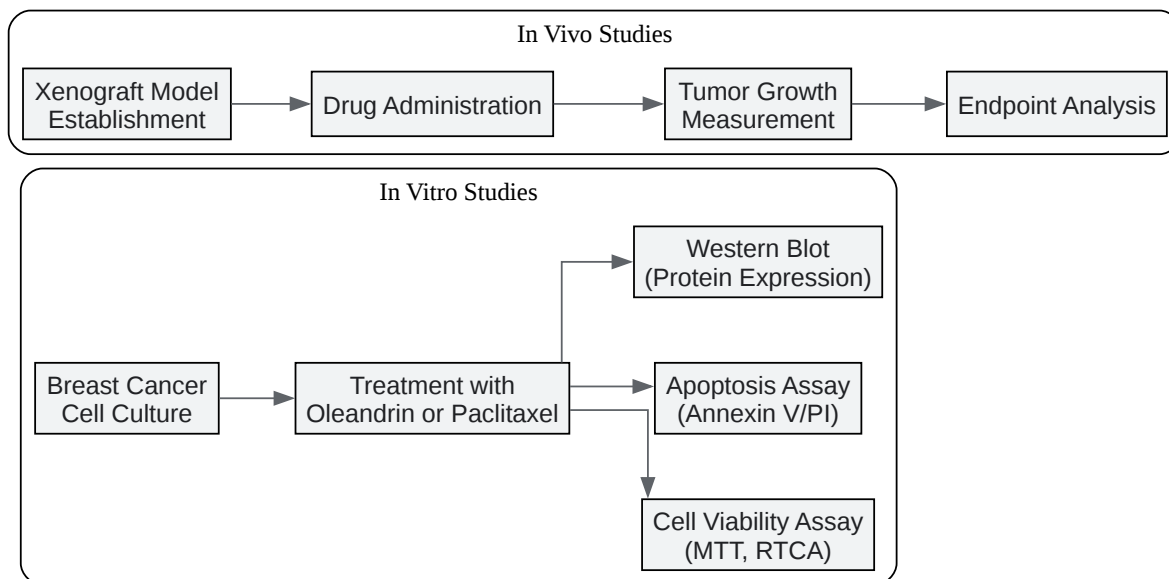 In Vivo Studies
Xenograft Model
Establishment
Drug Administration
Tumor Growth
Measurement
Endpoint Analysis
In Vitro Studies
Western Blot
(Protein Expression)
Breast Cancer
Cell Culture
Treatment with
Oleandrin or Paclitaxel
Apoptosis Assay
(Annexin V/PI)
Cell Viability Assay
(MTT, RTCA)